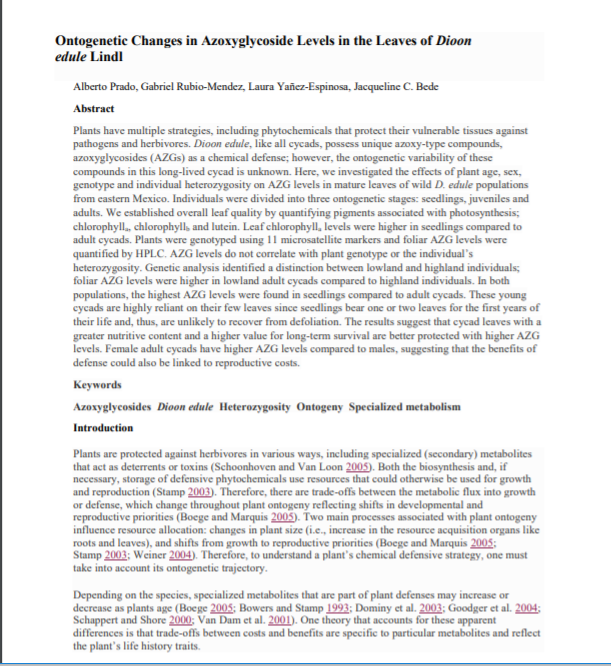 Ontogenetic Changes in Azoxyglycoside Levels in the Leaves of Dioon
edule Lindl
Alberto Prado, Gabriel Rubio-Mendez, Laura Yañez-Espinosa, Jacqueline C. Bede
Abstract
Plants have multiple strategies, including phytochemicals that protect their vulnerable tissues against
pathogens and herbivores. Dioon edule, like all cycads, possess unique azoxy-type compounds,
azoxyglycosides (AZGs) as a chemical defense; however, the ontogenetic variability of these
compounds in this long-lived cycad is unknown. Here, we investigated the effects of plant age, sex,
genotype and individual heterozygosity on AZG levels in mature leaves of wild D. edule populations
from eastern Mexico. Individuals were divided into three ontogenetic stages: seedlings, juveniles and
adults. We established overall leaf quality by quantifying pigments associated with photosynthesis;
chlorophyllₐ, chlorophyllb and lutein. Leaf chlorophyllₐ levels were higher in seedlings compared to
adult cycads. Plants were genotyped using 11 microsatellite markers and foliar AZG levels were
quantified by HPLC. AZG levels do not correlate with plant genotype or the individual's
heterozygosity. Genetic analysis identified a distinction between lowland and highland individuals;
foliar AZG levels were higher in lowland adult cycads compared to highland individuals. In both
populations, the highest AZG levels were found in seedlings compared to adult cycads. These young
cycads are highly reliant on their few leaves since seedlings bear one or two leaves for the first years of
their life and, thus, are unlikely to recover from defoliation. The results suggest that cycad leaves with a
greater nutritive content and a higher value for long-term survival are better protected with higher AZG
levels. Female adult cycads have higher AZG levels compared to males, suggesting that the benefits of
defense could also be linked to reproductive costs.
Keywords
Azoxyglycosides Dioon edule Heterozygosity Ontogeny Specialized metabolism
Introduction
Plants are protected against herbivores in various ways, including specialized (secondary) metabolites
that act as deterrents or toxins (Schoonhoven and Van Loon 2005). Both the biosynthesis and, if
necessary, storage of defensive phytochemicals use resources that could otherwise be used for growth
and reproduction (Stamp 2003). Therefore, there are trade-offs between the metabolic flux into growth
or defense, which change throughout plant ontogeny reflecting shifts in developmental and
reproductive priorities (Boege and Marquis 2005). Two main processes associated with plant ontogeny
influence resource allocation: changes in plant size (i.e., increase in the resource acquisition organs like
roots and leaves), and shifts from growth to reproductive priorities (Boege and Marquis 2005;
Stamp 2003; Weiner 2004). Therefore, to understand a plant's chemical defensive strategy, one must
take into account its ontogenetic trajectory.
Depending on the species, specialized metabolites that are part of plant defenses may increase or
decrease as plants age (Boege 2005; Bowers and Stamp 1993; Dominy et al. 2003; Goodger et al. 2004;
Schappert and Shore 2000; Van Dam et al. 2001). One theory that accounts for these apparent
differences is that trade-offs between costs and benefits are specific to particular metabolites and reflect
the plant's life history traits.